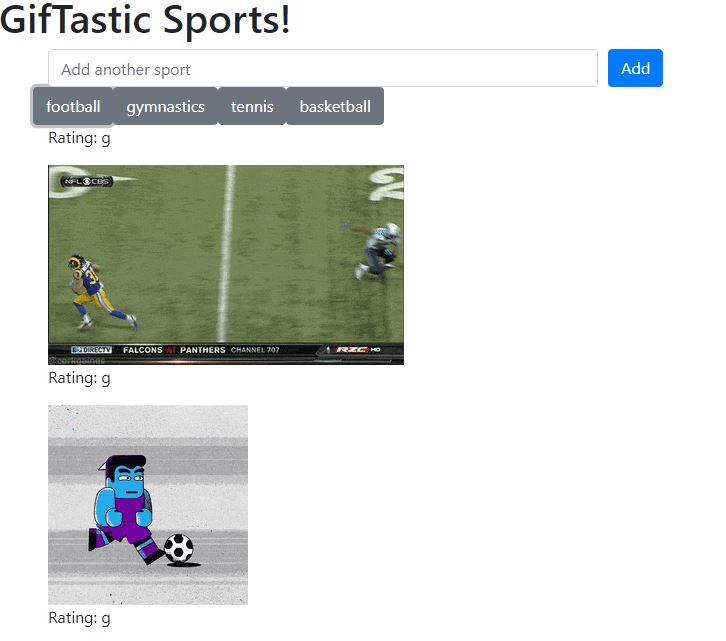 GifTastic Sports!
Add another sport Add
football gymnastics tennis basketball
Rating: g
NFL CBS
DIRECTV FALCONS AT PANTHERS CHANNEL 707 RZC HD
@corkgaines
Rating: g
Rating: g